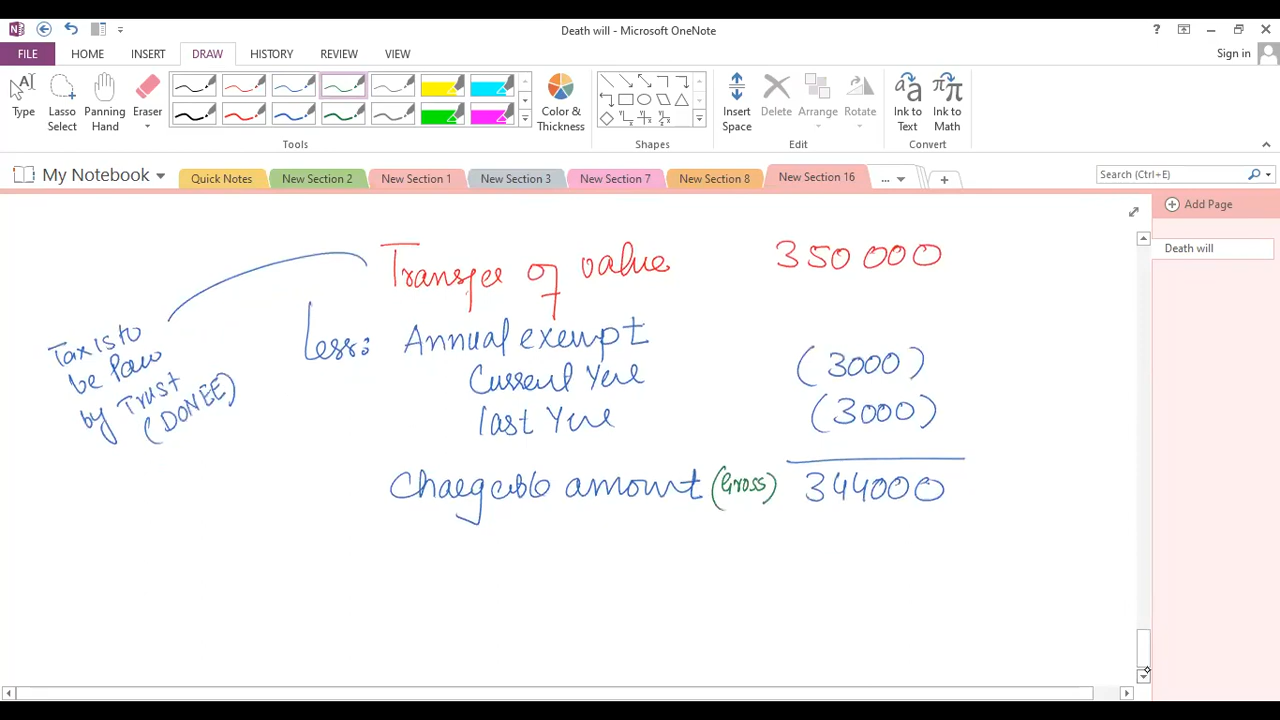 Death will - Microsoft OneNote
Sign in
FILE HOME INSERT DRAW HISTORY REVIEW VIEW
Type
Lasso Select
Panning Hand
Eraser
Color & Thickness
Insert Space
Delete
Arrange
Rotate
Ink to Text
Ink to Math
Tools
Shapes
Edit
Convert
My Notebook
Quick Notes New Section 2 New Section 1 New Section 3 New Section 7 New Section 8 New Section 16 ...
Search (Ctrl+E)
Add Page
Death will
Transfer of value 350 000
Less: Annual exempt
Current Year (3000)
last Year (3000)
Chargeable amount (Gross) 344000
Tax is to
be
by Trust
(DONEE)